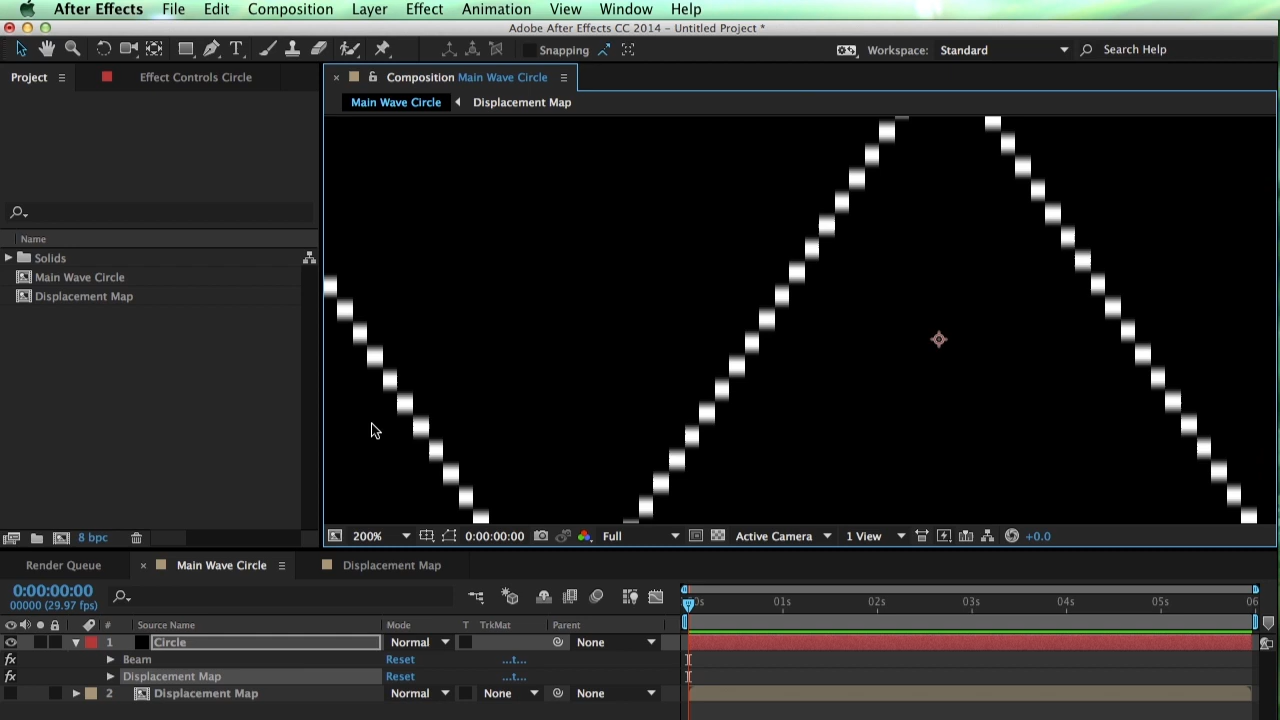 After Effects File Edit Composition Layer Effect Animation View Window Help
Adobe After Effects CC 2014 – Untitled Project *
T Snapping Workspace: Standard Search Help
Project Effect Controls Circle × Composition Main Wave Circle
Main Wave Circle Displacement Map
Name
Solids
Main Wave Circle
Displacement Map
8 bpc 200% 0:00:00:00 Full Active Camera 1 View +0.0
Render Queue × Main Wave Circle Displacement Map
0:00:00:00
00000 (29.97 fps) 0s 01s 02s 03s 04s 05s 06
# Source Name Mode T TrkMat Parent
1 Circle Normal None
fx Beam Reset ...t...
fx Displacement Map Reset ...t...
2 Displacement Map Normal None None